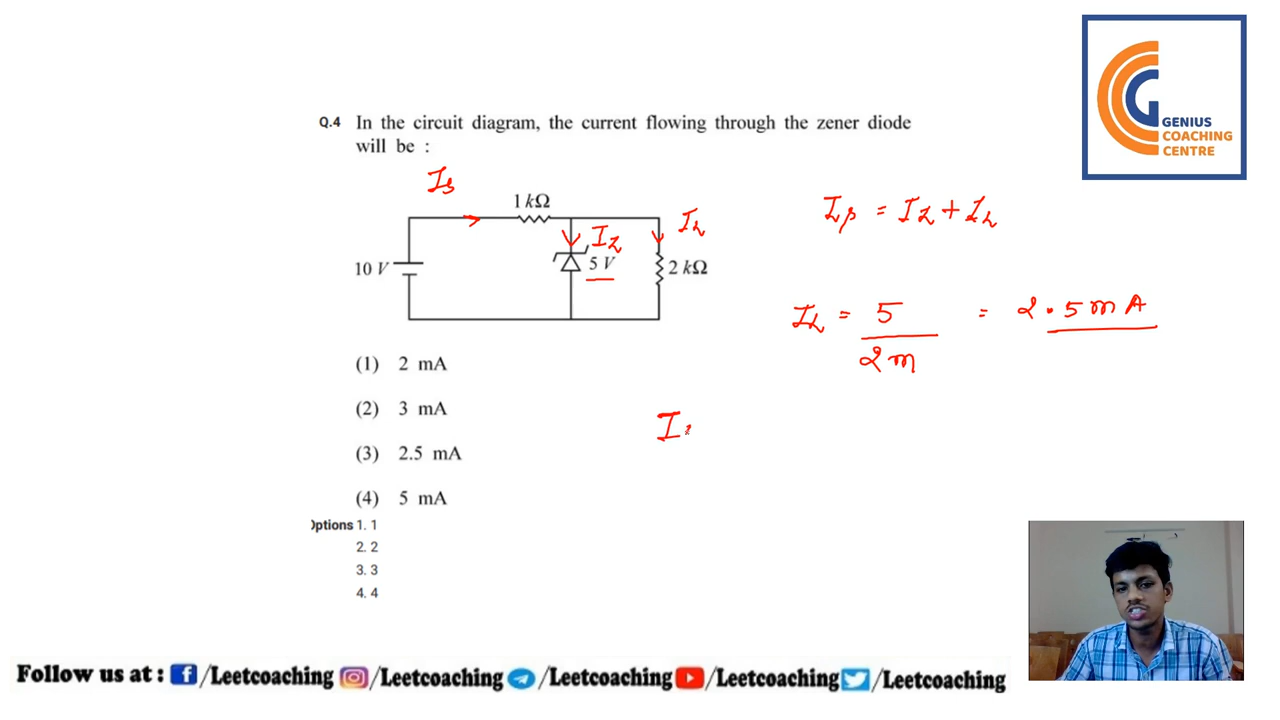 GENIUS
COACHING
CENTRE
Q.4 In the circuit diagram, the current flowing through the zener diode
will be :
Is
1 kΩ
IL
Is = Iz + IL
Iz
10 V
5 V
2 kΩ
IL = 5 / 2m = 2.5mA
(1) 2 mA
(2) 3 mA
I
(3) 2.5 mA
(4) 5 mA
Options 1. 1
2. 2
3. 3
4. 4
Follow us at : f /Leetcoaching /Leetcoaching /Leetcoaching /Leetcoaching /Leetcoaching